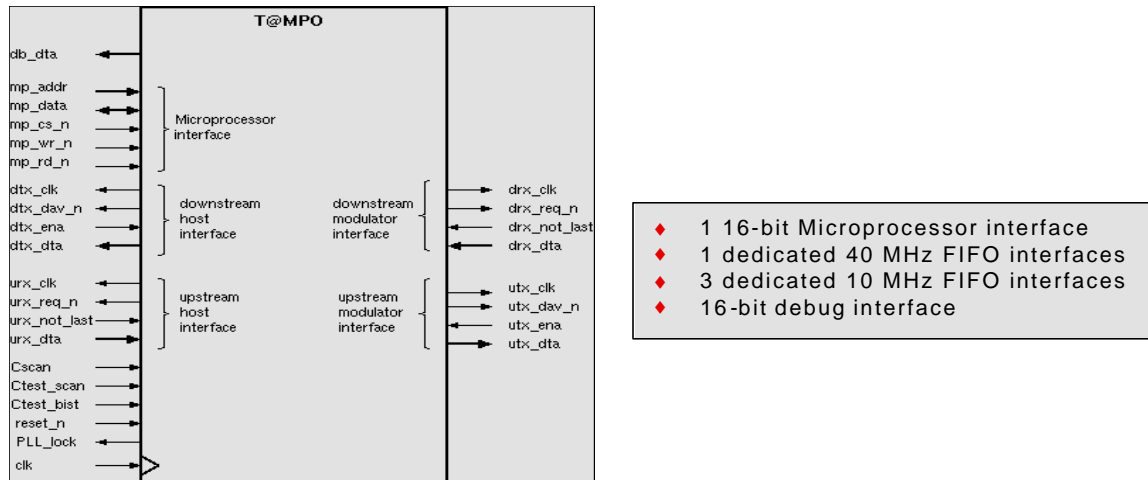 T@MPO
db_dta
mp_addr
mp_data
mp_cs_n
mp_wr_n
mp_rd_n
Microprocessor
interface
dtx_clk
dtx_dav_n
dtx_ena
dtx_dta
downstream
host
interface
downstream
modulator
interface
drx_clk
drx_req_n
drx_not_last
drx_dta
urx_clk
urx_req_n
urx_not_last
urx_dta
upstream
host
interface
upstream
modulator
interface
utx_clk
utx_dav_n
utx_ena
utx_dta
Cscan
Ctest_scan
Ctest_bist
reset_n
PLL_lock
clk
♦ 1 16-bit Microprocessor interface
♦ 1 dedicated 40 MHz FIFO interfaces
♦ 3 dedicated 10 MHz FIFO interfaces
♦ 16-bit debug interface